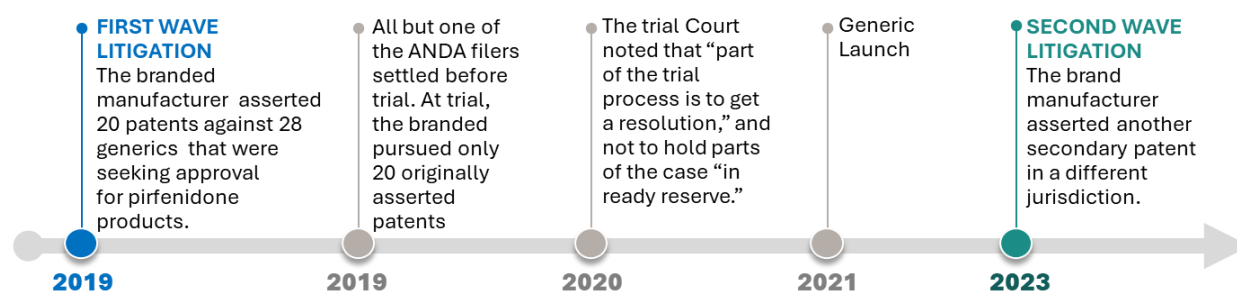 FIRST WAVE
LITIGATION
The branded
manufacturer asserted
20 patents against 28
generics that were
seeking approval
for pirfenidone
products.
2019
All but one of
the ANDA filers
settled before
trial. At trial,
the branded
pursued only
20 originally
asserted
patents
2019
The trial Court
noted that “part
of the trial
process is to get
a resolution,” and
not to hold parts
of the case “in
ready reserve.”
2020
Generic
Launch
2021
SECOND WAVE
LITIGATION
The brand
manufacturer
asserted another
secondary patent
in a different
jurisdiction.
2023